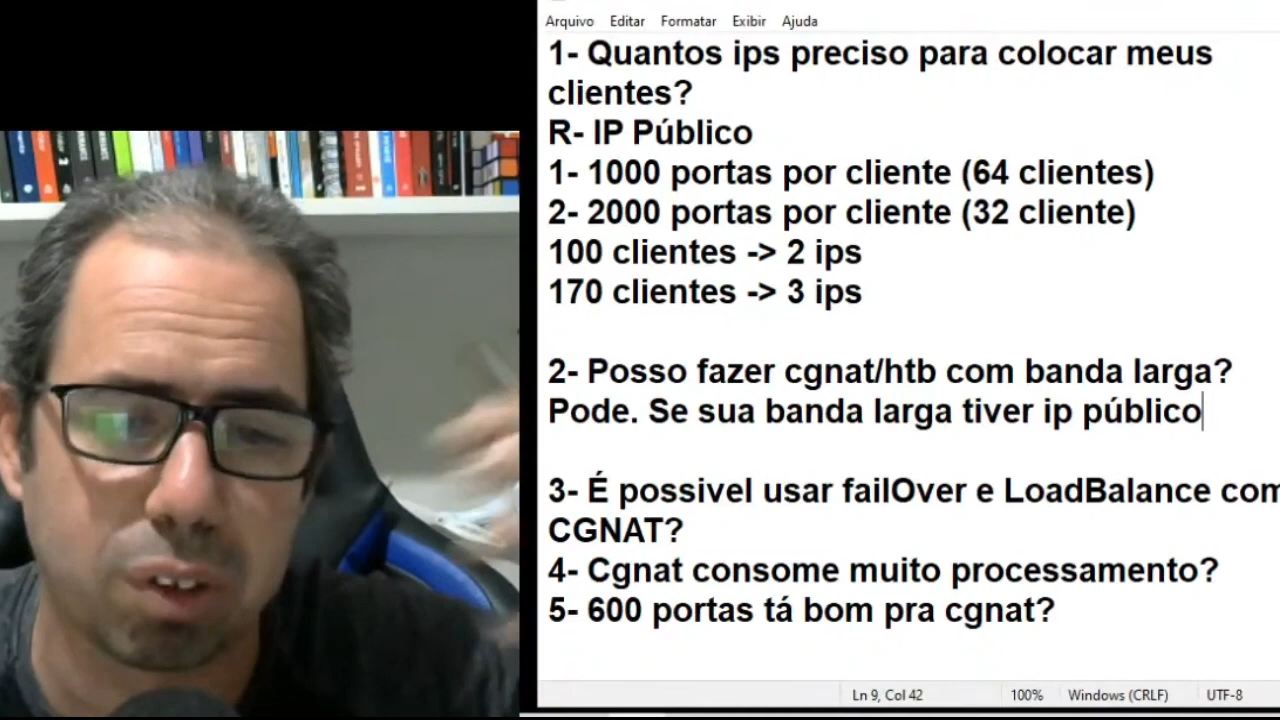 Arquivo Editar Formatar Exibir Ajuda
1- Quantos ips preciso para colocar meus
clientes?
R- IP Público
1- 1000 portas por cliente (64 clientes)
2- 2000 portas por cliente (32 cliente)
100 clientes -> 2 ips
170 clientes -> 3 ips
2- Posso fazer cgnat/htb com banda larga?
Pode. Se sua banda larga tiver ip público
3- É possivel usar failOver e LoadBalance com
CGNAT?
4- Cgnat consome muito processamento?
5- 600 portas tá bom pra cgnat?
Ln 9, Col 42 100% Windows (CRLF) UTF-8